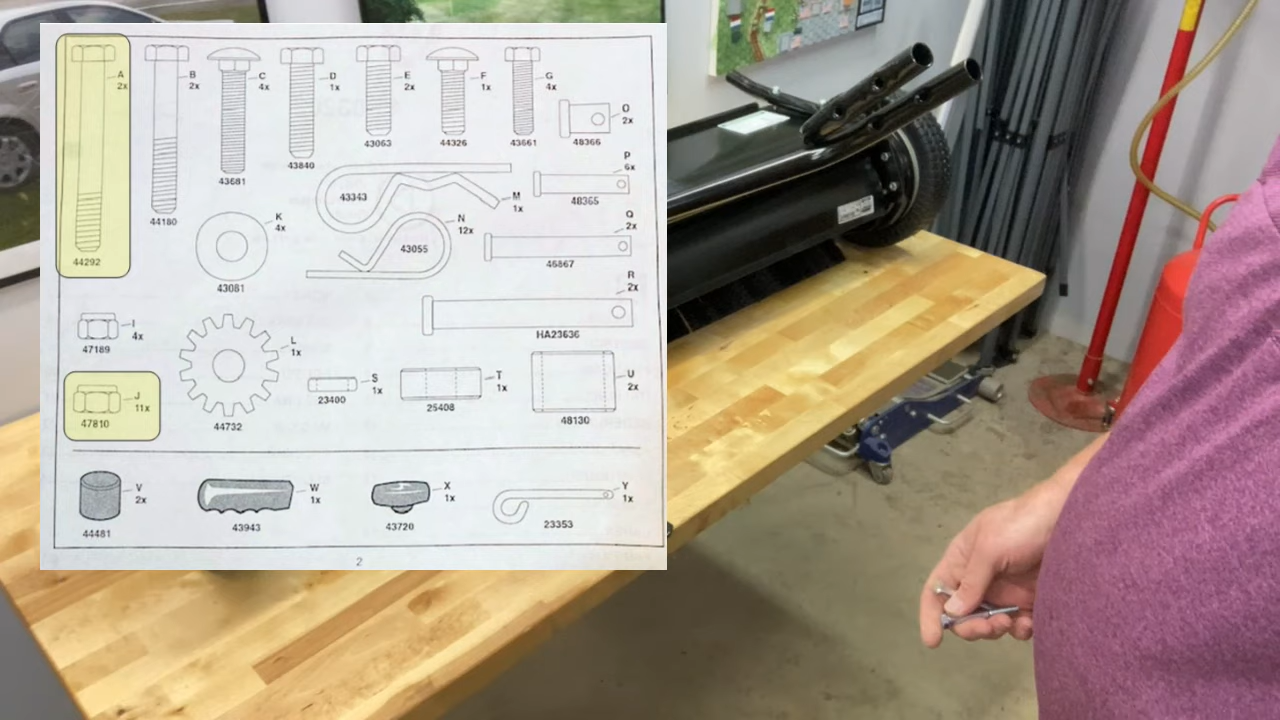 A
2x
44292
B
2x
44180
C
4x
43681
D
1x
43840
E
2x
43063
F
1x
44326
G
4x
43661
O
2x
48366
P
6x
48365
43343
M
1x
N
12x
43055
Q
2x
46867
K
4x
43081
R
2x
HA23636
I
4x
47189
L
1x
44732
S
1x
23400
T
1x
25408
U
2x
48130
J
11x
47810
V
2x
44481
W
1x
43943
X
1x
43720
Y
1x
23353
2